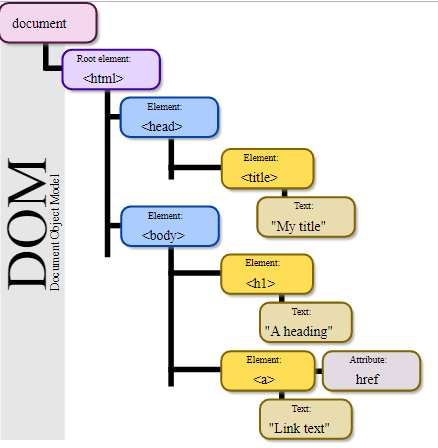 document
Root element:
<html>
Element:
<head>
Element:
<title>
Text:
"My title"
Element:
<body>
Element:
<h1>
Text:
"A heading"
Element:
<a>
Attribute:
href
Text:
"Link text"
DOM
Document Object Model